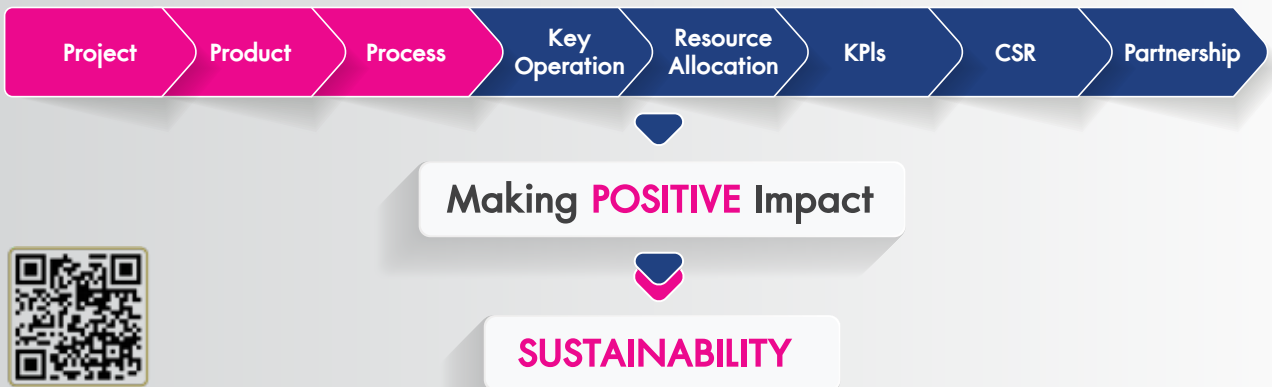 Project
Product
Process
Key
Operation
Resource
Allocation
KPIs
CSR
Partnership
Making POSITIVE Impact
SUSTAINABILITY